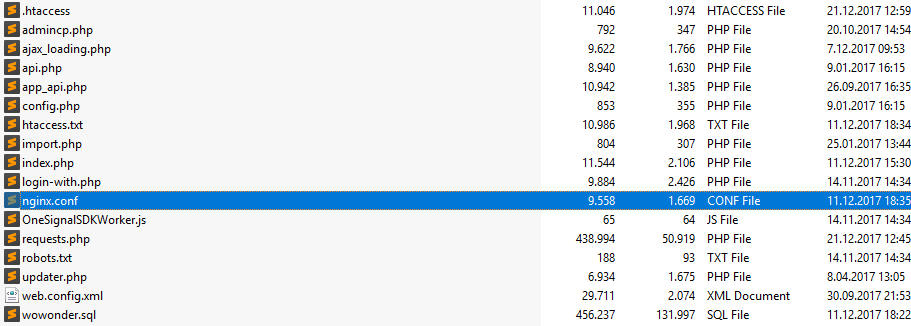 .htaccess 11.046 1.974 HTACCESS File 21.12.2017 12:59
admincp.php 792 347 PHP File 20.10.2014 12:54
ajax_loading.php 9.622 1.766 PHP File 7.12.2017 09:53
api.php 8.940 1.630 PHP File 9.01.2017 16:15
app_api.php 10.942 1.385 PHP File 26.09.2017 16:35
config.php 853 355 PHP File 9.01.2017 16:15
htaccess.txt 10.986 1.968 TXT File 11.12.2017 18:34
import.php 804 307 PHP File 25.01.2017 13:44
index.php 11.544 2.106 PHP File 11.12.2017 15:30
login-with.php 9.884 2.426 PHP File 14.11.2017 14:34
nginx.conf 9.558 1.669 CONF File 11.12.2017 18:35
OneSignalSDKWorker.js 65 64 JS File 14.11.2017 14:34
requests.php 438.994 50.919 PHP File 21.12.2017 12:45
robots.txt 188 93 TXT File 14.11.2017 14:34
updater.php 6.934 1.675 PHP File 8.04.2017 13:05
web.config.xml 29.711 2.074 XML Document 30.09.2017 21:53
wowonder.sql 456.237 131.997 SQL File 11.12.2017 18:22